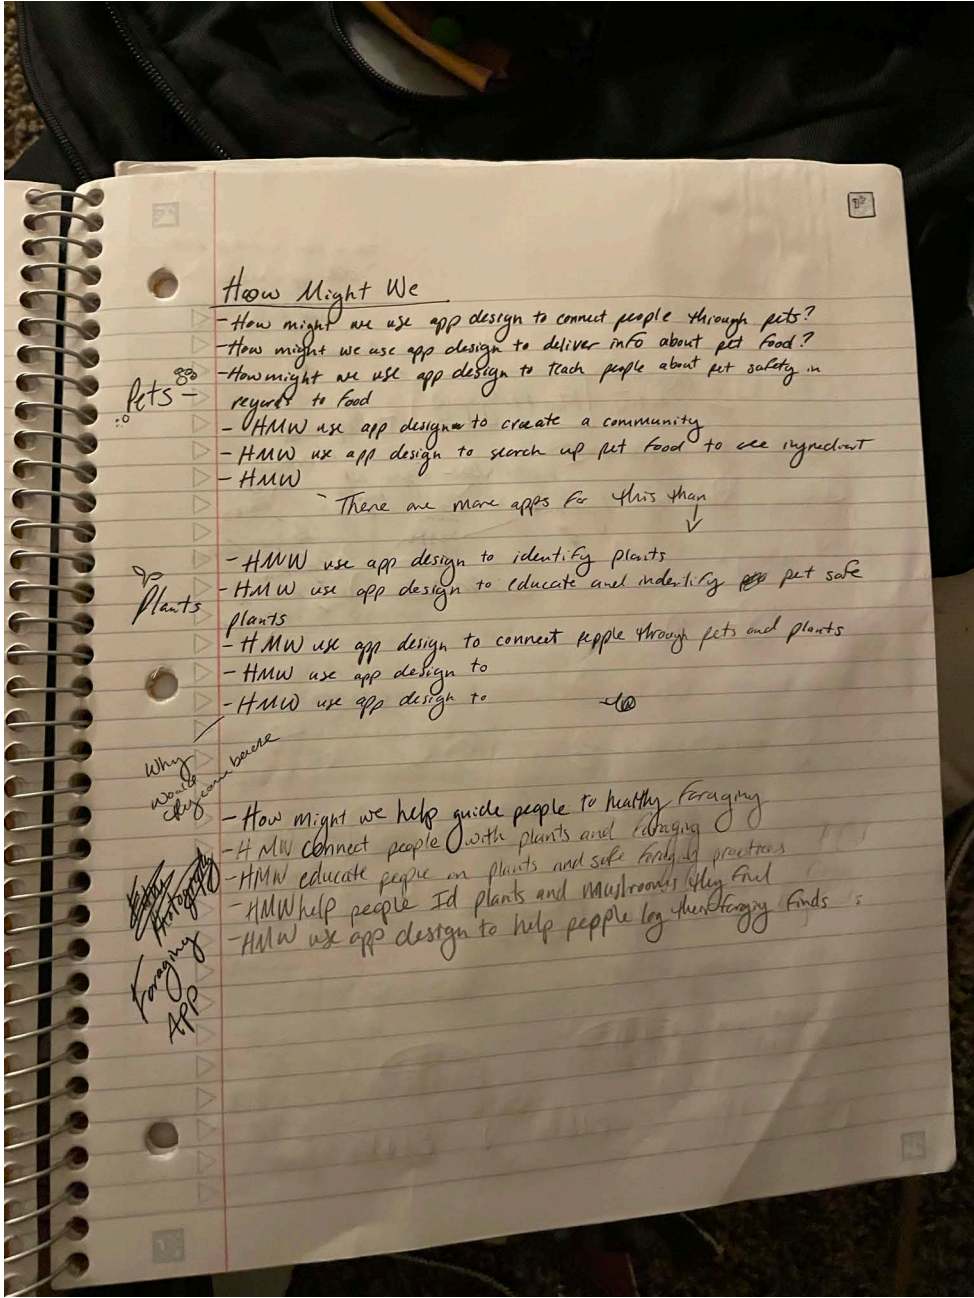 How Might We
- How might we use app design to connect people through pets?
- How might we use app design to deliver info about pet food?
Pets -
- How might we use app design to teach people about pet safety in
regards to food
- HMW use app design to create a community
- HMW use app design to search up pet food to see ingredient
- HMW
There are more apps for this than
Plants
- HMW use app design to identify plants
- HMW use app design to educate and indentify pet safe
plants
- HMW use app design to connect people through pets and plants
- HMW use app design to
- HMW use app design to
Why
would
they come
- How might we help guide people to healthy foraging
- HMW connect people with plants and foraging
- HMW educate people on plants and safe foraging practices
- HMW help people Id plants and mushrooms they find
- HMW use app design to help people log their foraging finds
Photography
Foraging
App